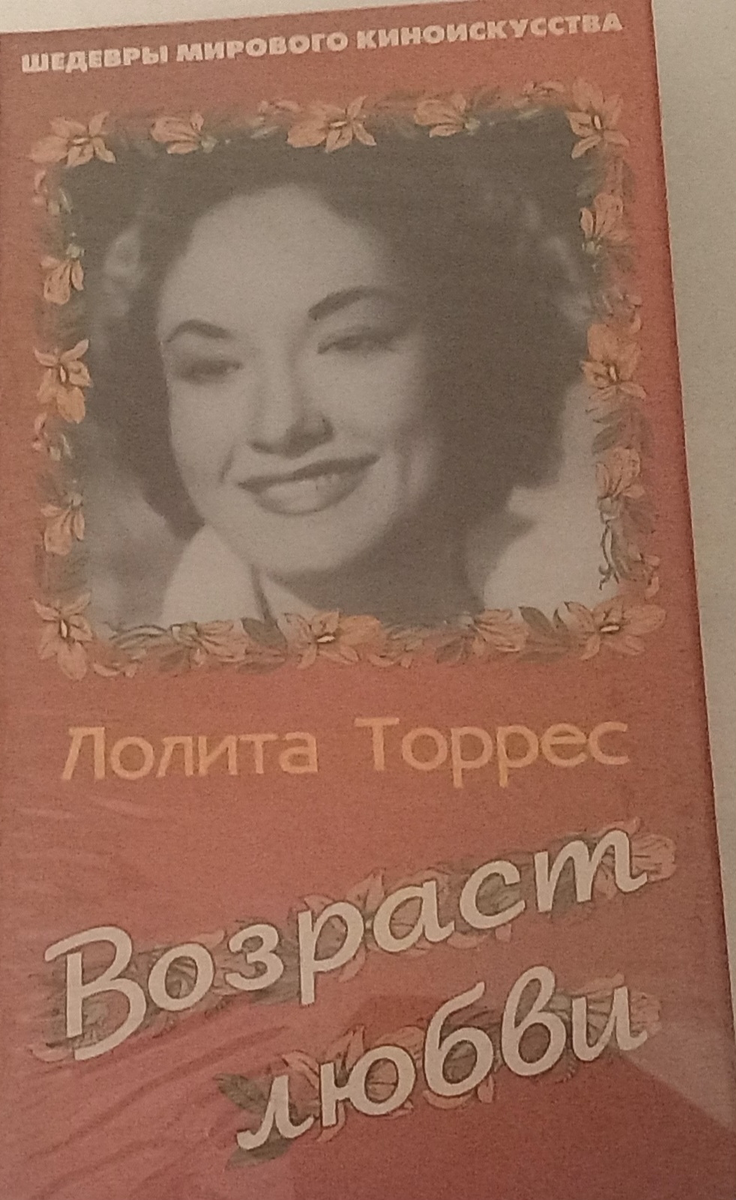 ШЕДЕВРЫ МИРОВОГО КИНОИСКУССТВА
Лолита Торрес
Возраст
любви